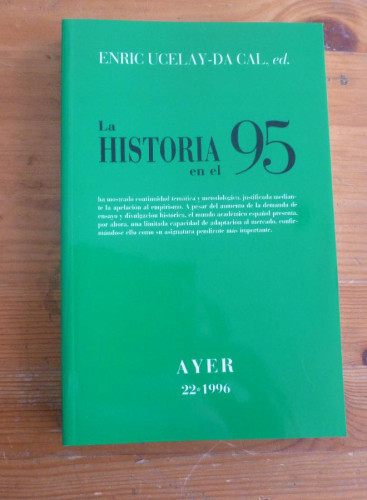 ENRIC UCELAY-DA CAL, ed.
La
HISTORIA 95
en el
ha mostrado continuidad temática y metodológica, justificada median-
te la apelación al empirismo. A pesar del aumento de la demanda de
ensayo y divulgación histórica, el mundo académico español presenta,
por ahora, una limitada capacidad de adaptación al mercado, confir-
mándose ello como su asignatura pendiente más importante.
AYER
22*1996